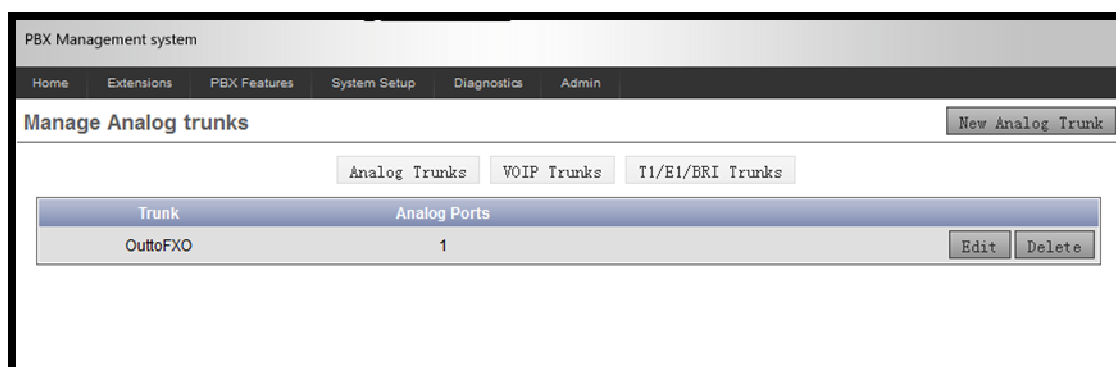 PBX Management system
Home Extensions PBX Features System Setup Diagnostics Admin
Manage Analog trunks New Analog Trunk
Analog Trunks VOIP Trunks T1/E1/BRI Trunks
Trunk Analog Ports
OuttoFXO 1 Edit Delete